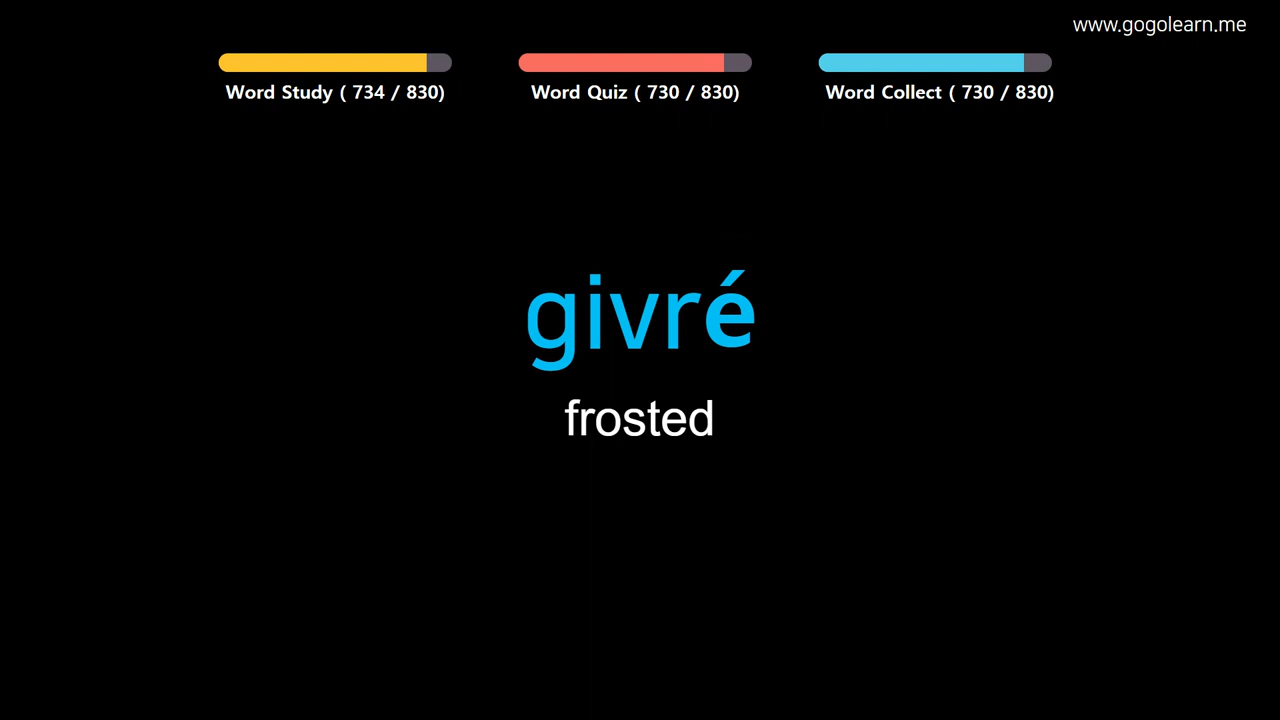 www.gogolearn.me
Word Study ( 734 / 830)
Word Quiz ( 730 / 830)
Word Collect ( 730 / 830)
givré
frosted